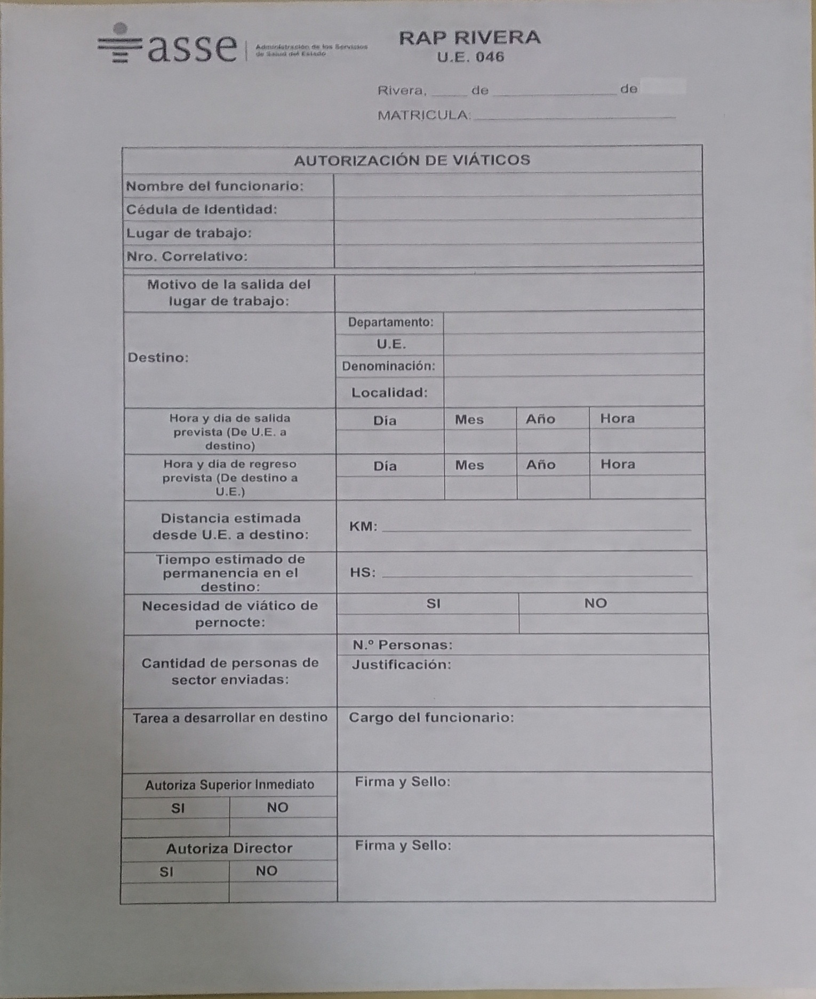 asse
Administración de los Servicios
de Salud del Estado
RAP RIVERA
U.E. 046
Rivera, _____ de _________________ de
MATRICULA: ____________________________
AUTORIZACIÓN DE VIÁTICOS
Nombre del funcionario:
Cédula de Identidad:
Lugar de trabajo:
Nro. Correlativo:
Motivo de la salida del
lugar de trabajo:
Destino:
Departamento:
U.E.
Denominación:
Localidad:
Hora y dia de salida
prevista (De U.E. a
destino)
Día Mes Año Hora
Hora y día de regreso
prevista (De destino a
U.E.)
Día Mes Año Hora
Distancia estimada
desde U.E. a destino:
KM: ____________________________
Tiempo estimado de
permanencia en el
destino:
HS: ____________________________
Necesidad de viático de
pernocte:
SI NO
Cantidad de personas de
sector enviadas:
N.º Personas:
Justificación:
Tarea a desarrollar en destino
Cargo del funcionario:
Autoriza Superior Inmediato
SI NO
Firma y Sello:
Autoriza Director
SI NO
Firma y Sello: